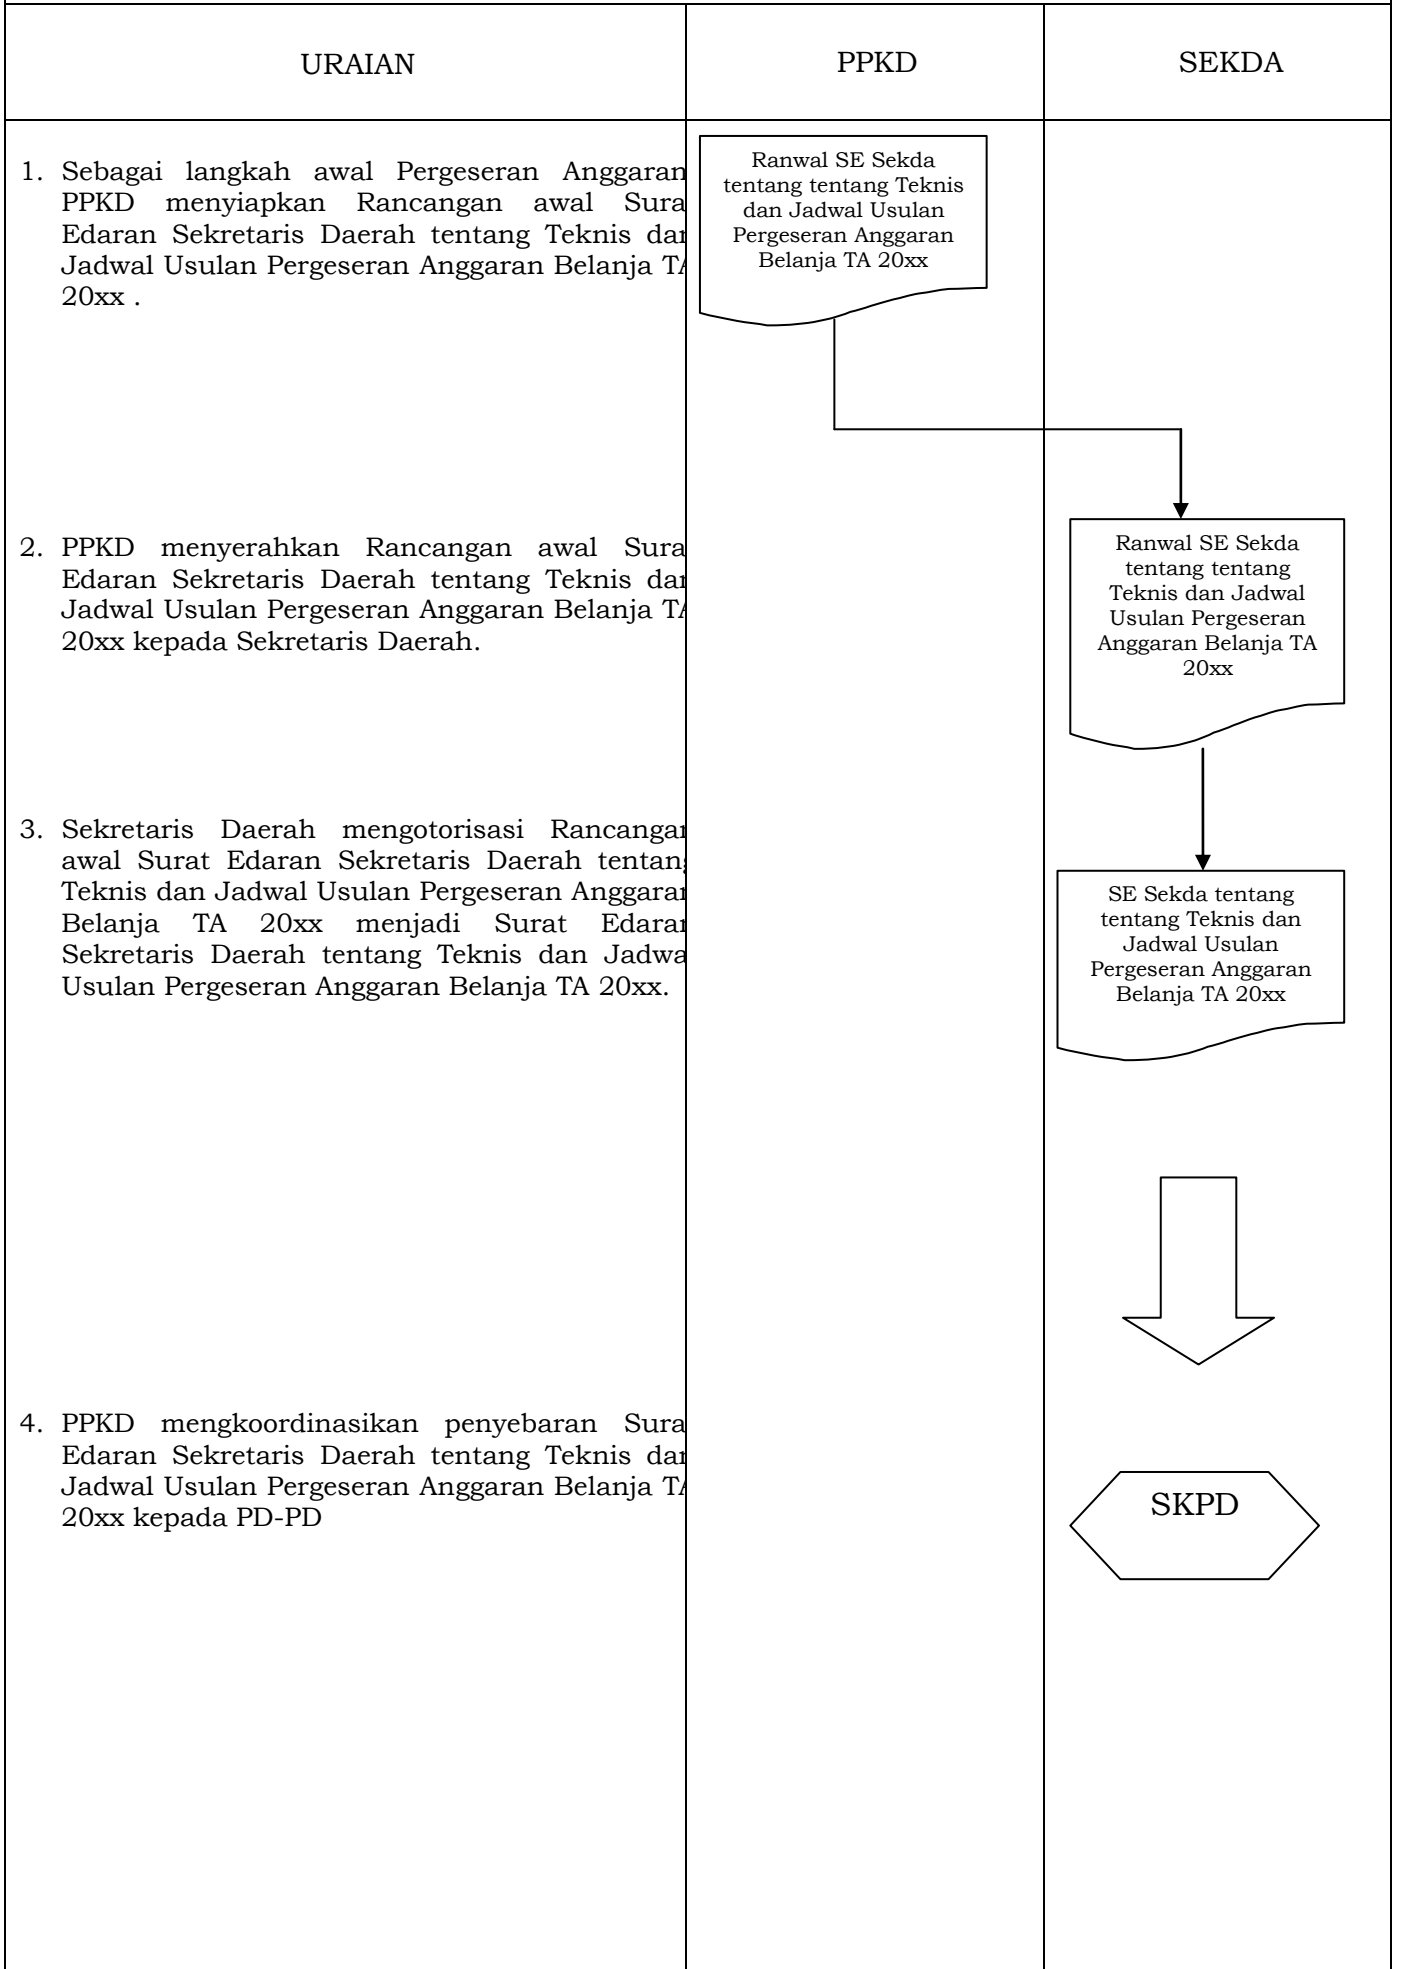 URAIAN
PPKD
SEKDA
1. Sebagai langkah awal Pergeseran Anggaran
PPKD menyiapkan Rancangan awal Sura
Edaran Sekretaris Daerah tentang Teknis dan
Jadwal Usulan Pergeseran Anggaran Belanja TA
20xx .
Ranwal SE Sekda
tentang tentang Teknis
dan Jadwal Usulan
Pergeseran Anggaran
Belanja TA 20xx
2. PPKD menyerahkan Rancangan awal Sura
Edaran Sekretaris Daerah tentang Teknis dan
Jadwal Usulan Pergeseran Anggaran Belanja TA
20xx kepada Sekretaris Daerah.
Ranwal SE Sekda
tentang tentang
Teknis dan Jadwal
Usulan Pergeseran
Anggaran Belanja TA
20xx
3. Sekretaris Daerah mengotorisasi Rancangan
awal Surat Edaran Sekretaris Daerah tentang
Teknis dan Jadwal Usulan Pergeseran Anggaran
Belanja TA 20xx menjadi Surat Edaran
Sekretaris Daerah tentang Teknis dan Jadwa
Usulan Pergeseran Anggaran Belanja TA 20xx.
SE Sekda tentang
tentang Teknis dan
Jadwal Usulan
Pergeseran Anggaran
Belanja TA 20xx
4. PPKD mengkoordinasikan penyebaran Sura
Edaran Sekretaris Daerah tentang Teknis dan
Jadwal Usulan Pergeseran Anggaran Belanja TA
20xx kepada PD-PD
SKPD